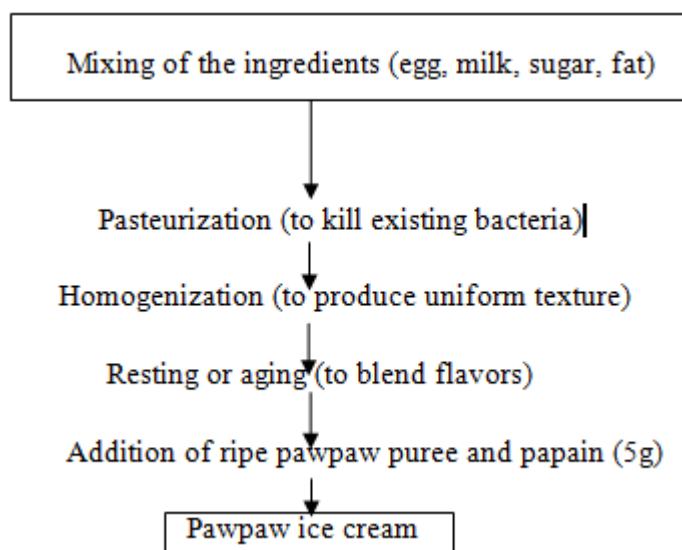 Mixing of the ingredients (egg, milk, sugar, fat)
Pasteurization (to kill existing bacteria)
Homogenization (to produce uniform texture)
Resting or aging (to blend flavors)
Addition of ripe pawpaw puree and papain (5g)
Pawpaw ice cream